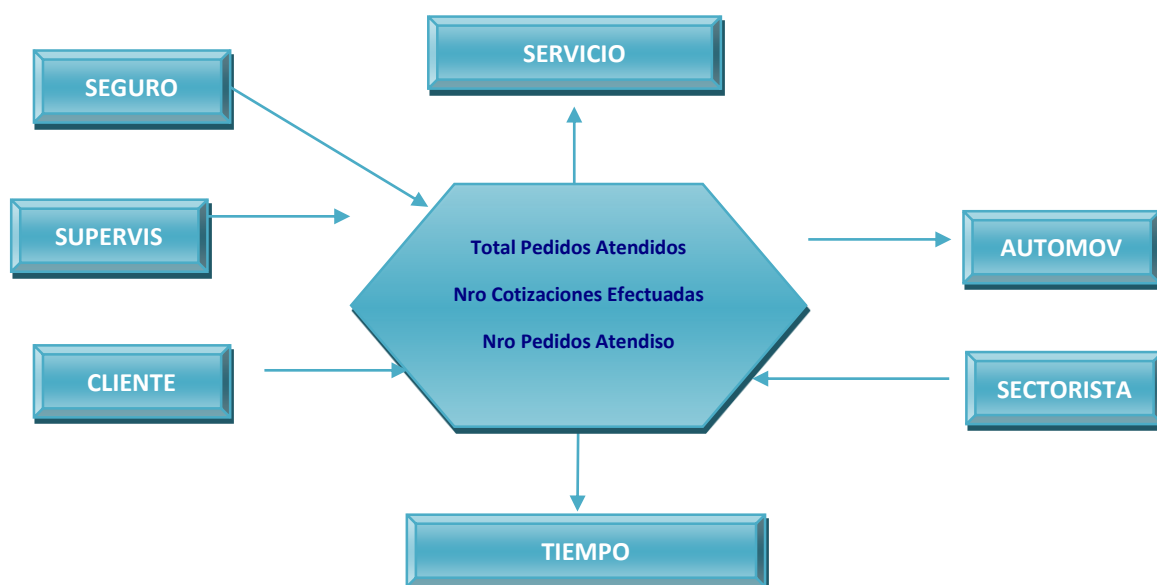 SERVICIO
SEGURO
SUPERVIS
CLIENTE
Total Pedidos Atendidos
Nro Cotizaciones Efectuadas
Nro Pedidos Atendiso
AUTOMOV
SECTORISTA
TIEMPO